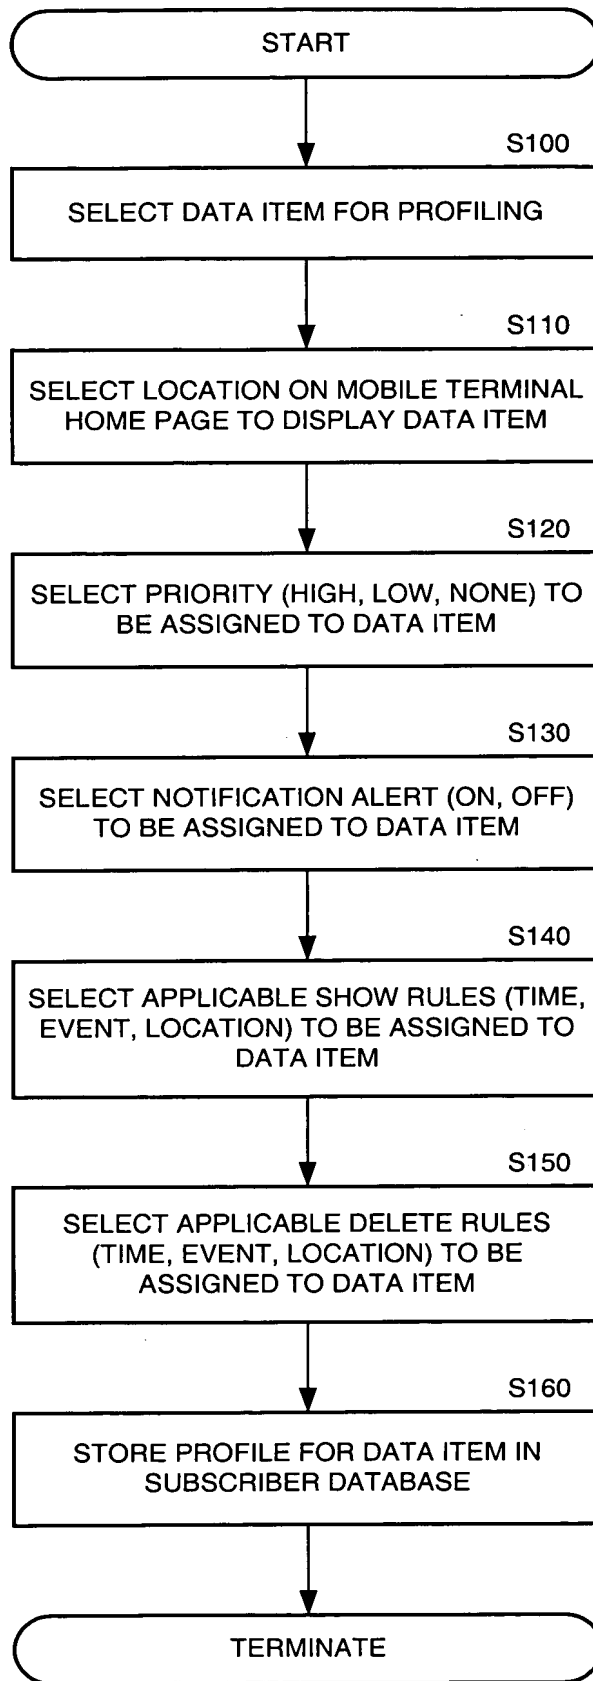 START
S100
SELECT DATA ITEM FOR PROFILING
S110
SELECT LOCATION ON MOBILE TERMINAL
HOME PAGE TO DISPLAY DATA ITEM
S120
SELECT PRIORITY (HIGH, LOW, NONE) TO
BE ASSIGNED TO DATA ITEM
S130
SELECT NOTIFICATION ALERT (ON, OFF)
TO BE ASSIGNED TO DATA ITEM
S140
SELECT APPLICABLE SHOW RULES (TIME,
EVENT, LOCATION) TO BE ASSIGNED TO
DATA ITEM
S150
SELECT APPLICABLE DELETE RULES
(TIME, EVENT, LOCATION) TO BE
ASSIGNED TO DATA ITEM
S160
STORE PROFILE FOR DATA ITEM IN
SUBSCRIBER DATABASE
TERMINATE